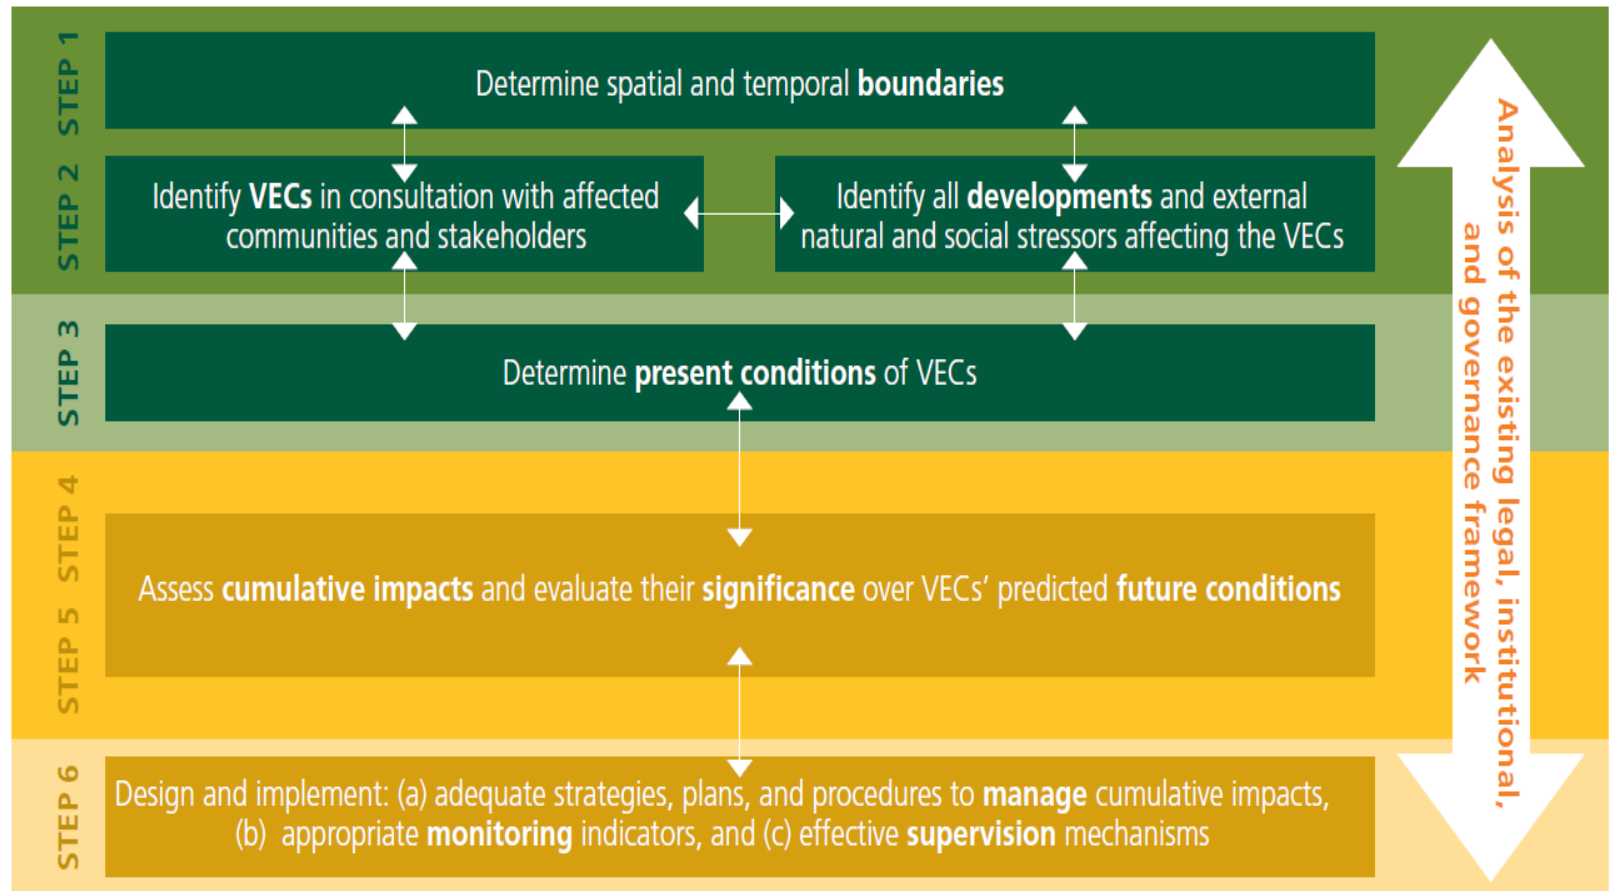 STEP 1
Determine spatial and temporal boundaries
STEP 2
Identify VECs in consultation with affected
communities and stakeholders
Identify all developments and external
natural and social stressors affecting the VECs
STEP 3
Determine present conditions of VECs
STEP 4
STEP 5
Assess cumulative impacts and evaluate their significance over VECs’ predicted future conditions
STEP 6
Design and implement: (a) adequate strategies, plans, and procedures to manage cumulative impacts,
(b) appropriate monitoring indicators, and (c) effective supervision mechanisms
Analysis of the existing legal, institutional,
and governance framework